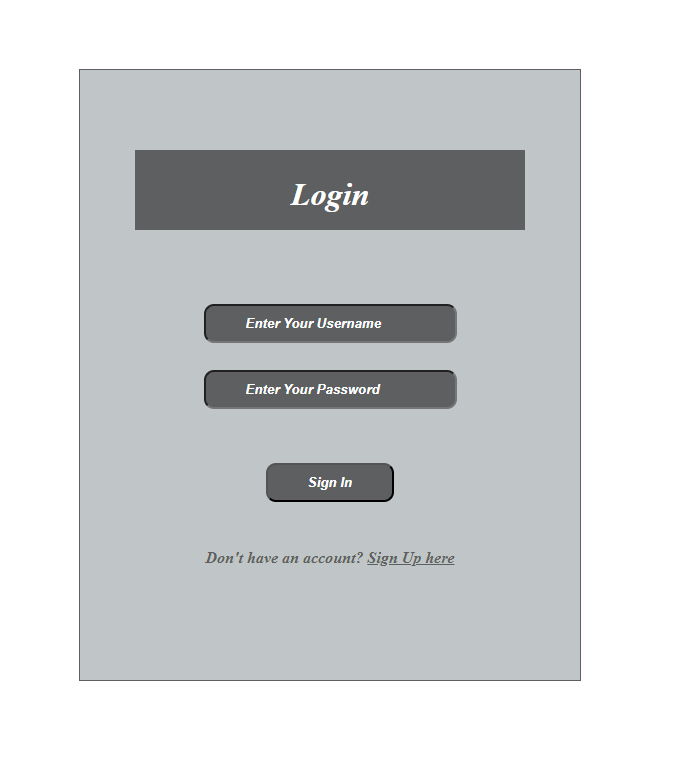 Login
Enter Your Username
Enter Your Password
Sign In
Don't have an account? Sign Up here